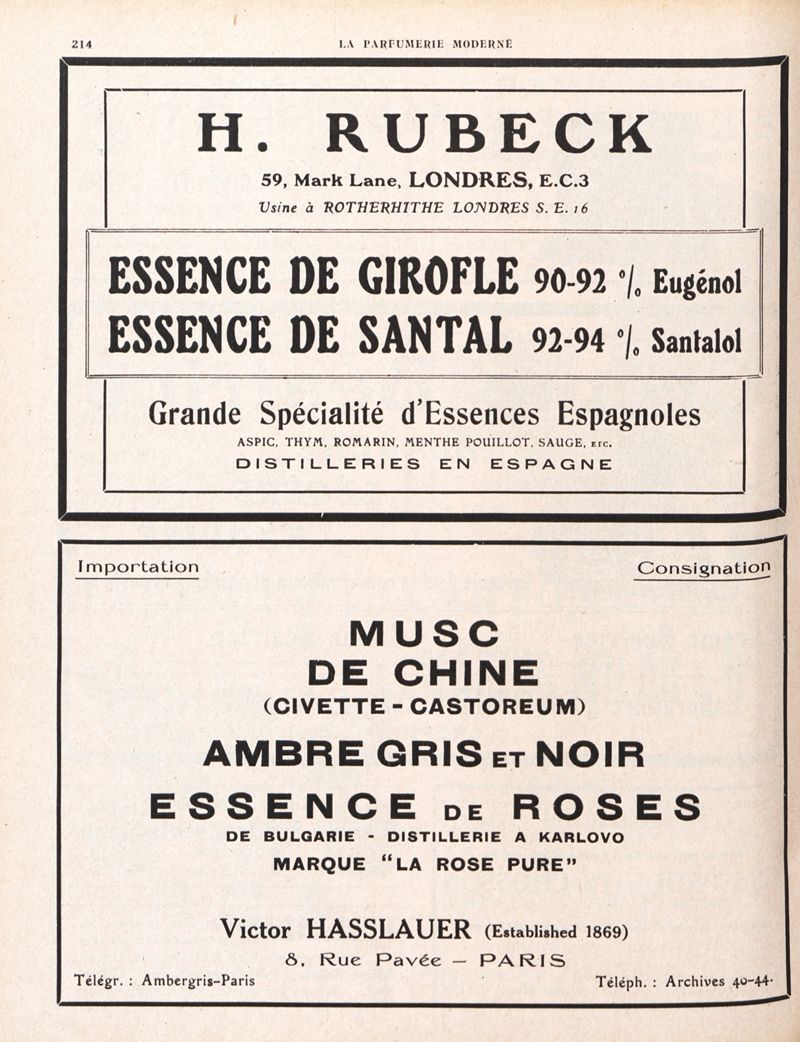 214
LA PARFUMERIE MODERNE
H. RUBECK
59, Mark Lane, LONDRES, E.C.3
Usine à ROTHERHITHE LONDRES S. E. 16
ESSENCE DE GIROFLE 90-92 % Eugénol
ESSENCE DE SANTAL 92-94 % Santalol
Grande Spécialité d'Essences Espagnoles
ASPIC, THYM, ROMARIN, MENTHE POUILLOT, SAUGE, ETC.
DISTILLERIES EN ESPAGNE
Importation
Consignation
MUSC
DE CHINE
(CIVETTE - CASTOREUM)
AMBRE GRIS ET NOIR
ESSENCE DE ROSES
DE BULGARIE - DISTILLERIE A KARLOVO
MARQUE "LA ROSE PURE"
Victor HASSLAUER (Established 1869)
8, Rue Pavée — PARIS
Télégr. : Ambergris-Paris
Téléph. : Archives 40-44.